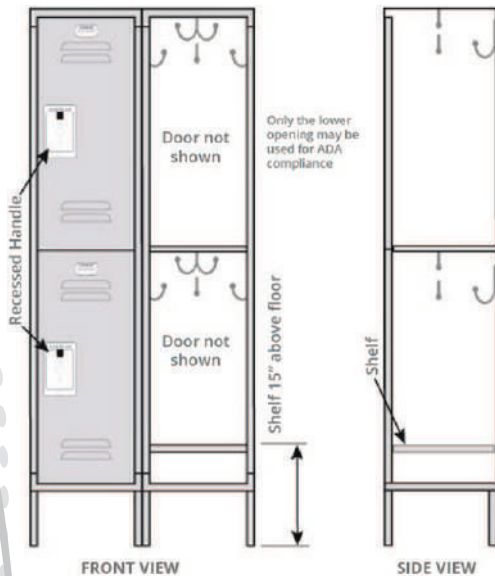 Only the lower
opening may be
used for ADA
compliance
Door not
shown
Recessed Handle
Door not
shown
Shelf 15" above floor
Shelf
FRONT VIEW
SIDE VIEW